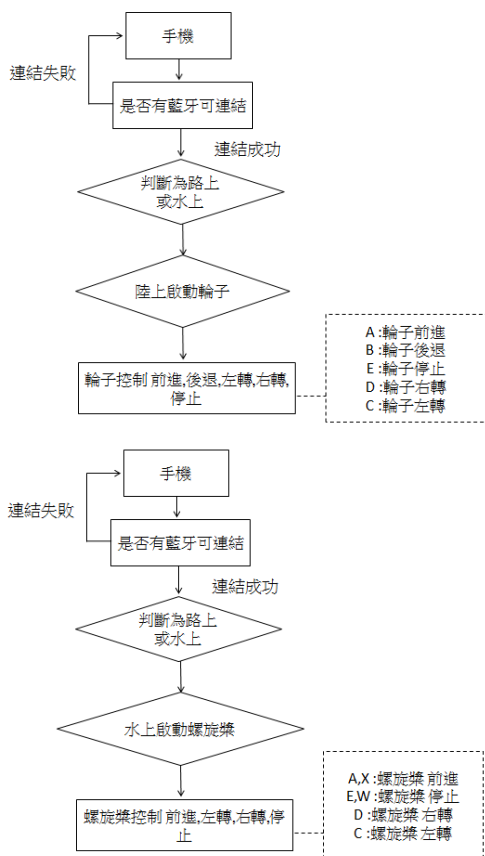 手機
連結失敗
是否有藍牙可連結
連結成功
判斷為路上
或水上
陸上啟動輪子
輪子控制 前進,後退,左轉,右轉,
停止
A :輪子前進
B :輪子後退
E :輪子停止
D :輪子右轉
C :輪子左轉
手機
連結失敗
是否有藍牙可連結
連結成功
判斷為路上
或水上
水上啟動螺旋槳
螺旋槳控制 前進,左轉,右轉,停
止
A,X :螺旋槳 前進
E,W :螺旋槳 停止
D :螺旋槳 右轉
C :螺旋槳 左轉